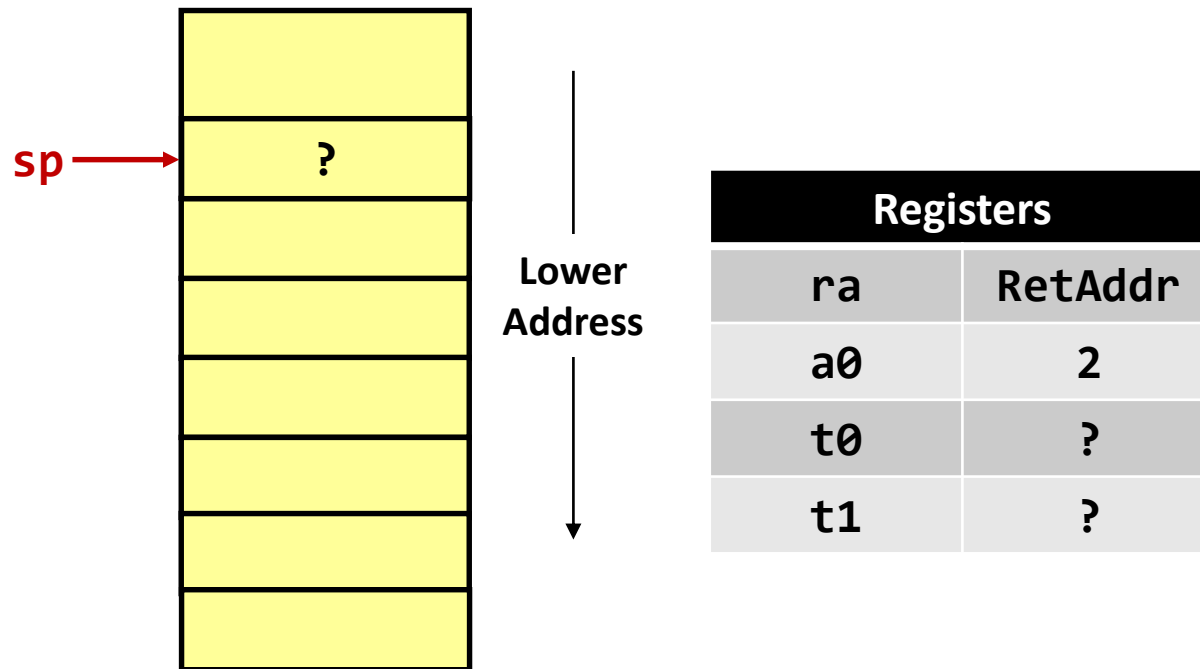 sp
?
Lower
Address
Registers
ra RetAddr
a0 2
t0 ?
t1 ?